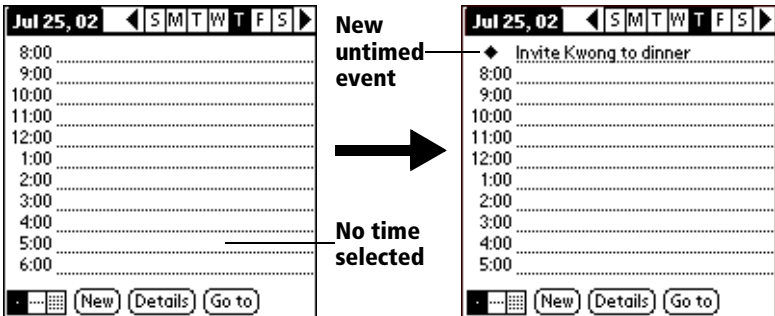 Jul 25, 02 S M T W T F S
8:00
9:00
10:00
11:00
12:00
1:00
2:00
3:00
4:00
5:00
6:00
New Details Go to
New
untimed
event
No time
selected
Jul 25, 02 S M T W T F S
Invite Kwong to dinner
8:00
9:00
10:00
11:00
12:00
1:00
2:00
3:00
4:00
5:00
New Details Go to